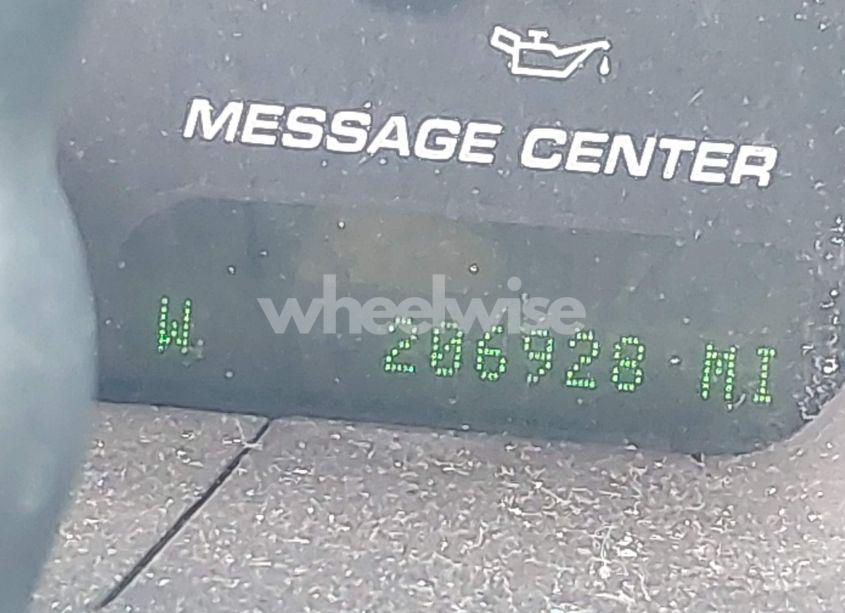 MESSAGE CENTER
wheelwise
W 206928 MI